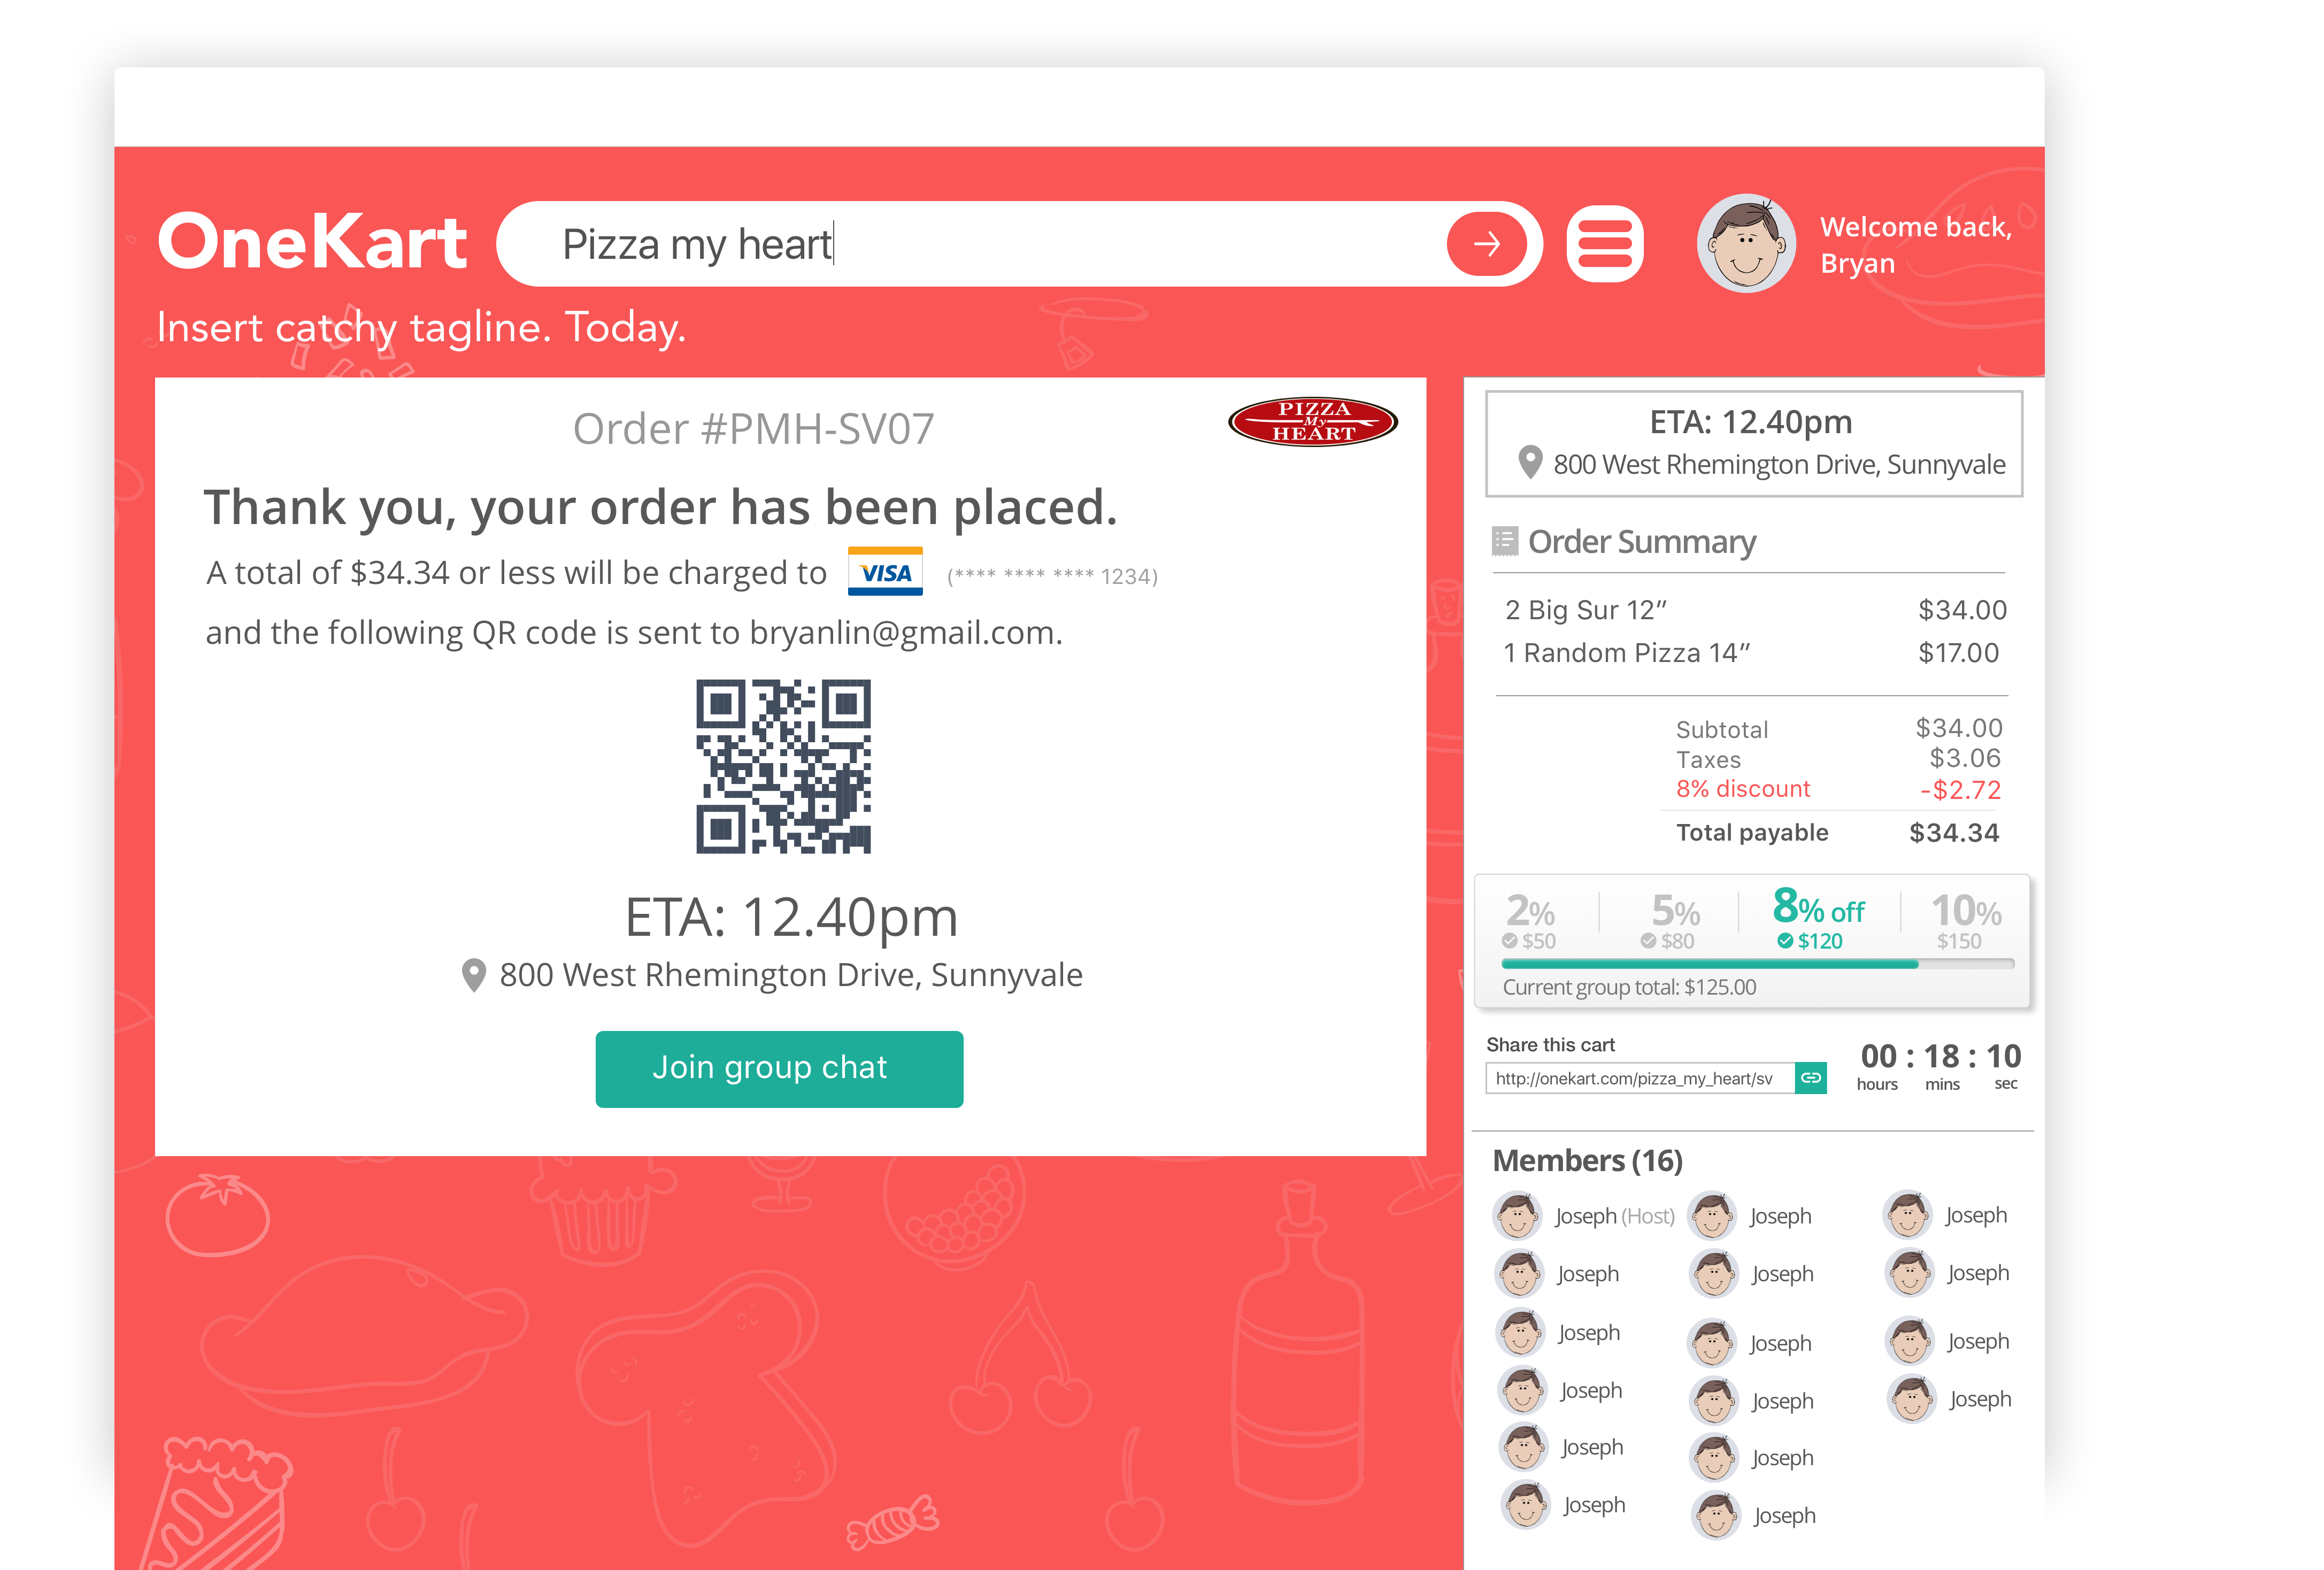 OneKart
Pizza my heart
Welcome back,
Bryan
Insert catchy tagline. Today.
Order #PMH-SV07
PIZZA
My
HEART
Thank you, your order has been placed.
A total of $34.34 or less will be charged to VISA (**** **** **** 1234)
and the following QR code is sent to bryanlin@gmail.com.
ETA: 12.40pm
800 West Rhemington Drive, Sunnyvale
Join group chat
ETA: 12.40pm
800 West Rhemington Drive, Sunnyvale
Order Summary
2 Big Sur 12” $34.00
1 Random Pizza 14” $17.00
Subtotal $34.00
Taxes $3.06
8% discount -$2.72
Total payable $34.34
2% 5% 8% off 10%
$50 $80 $120 $150
Current group total: $125.00
Share this cart
http://onekart.com/pizza_my_heart/sv
00 : 18 : 10
hours mins sec
Members (16)
Joseph (Host) Joseph Joseph
Joseph Joseph Joseph
Joseph Joseph Joseph
Joseph Joseph Joseph
Joseph Joseph
Joseph Joseph